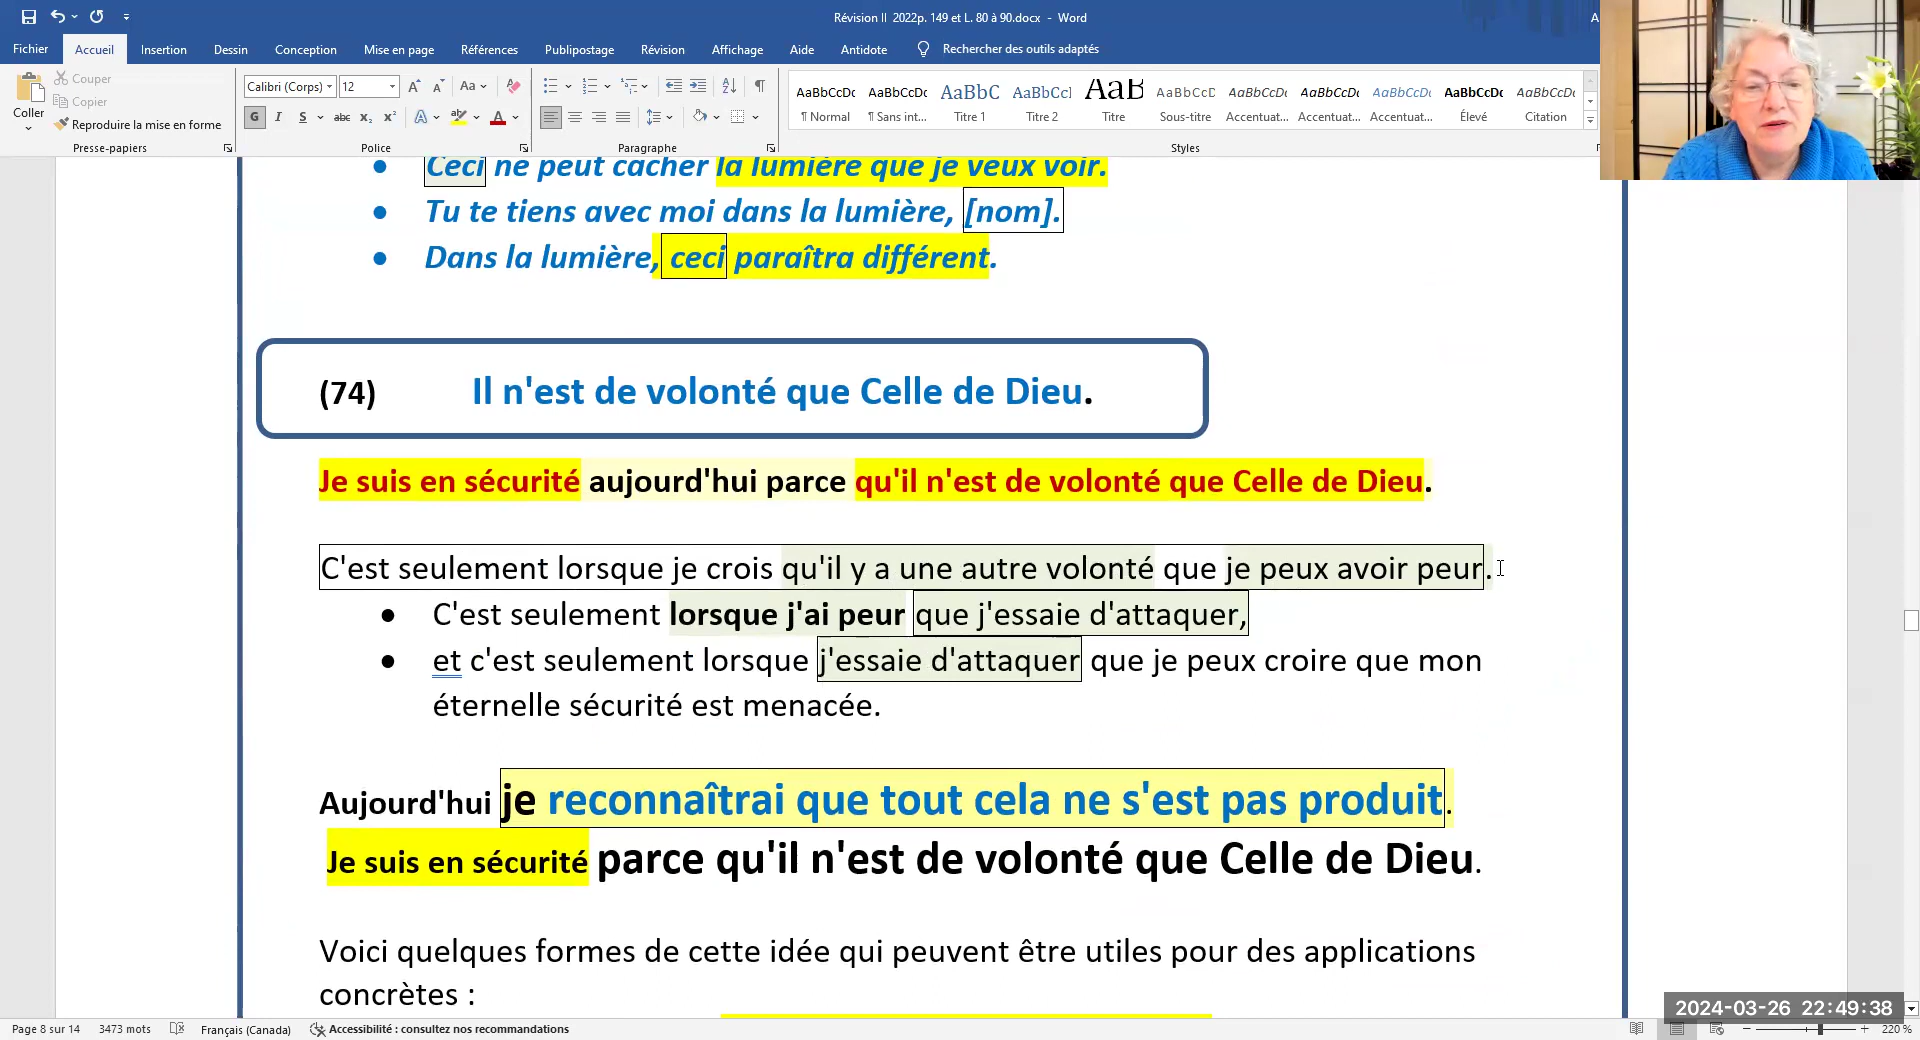 Révision II 2022p. 149 et L. 80 à 90.docx - Word
A
Fichier Accueil Insertion Dessin Conception Mise en page Références Publipostage Révision Affichage Aide Antidote Rechercher des outils adaptés
Coller
Couper
Copier
Reproduire la mise en forme
Presse-papiers
Calibri (Corps) 12
G I S abc x₂ x² A
Police
Paragraphe
AaBbCcDc AaBbCcDc AaBbC AaBbCcI AaB AaBbCcD AaBbCcDc AaBbCcDc AaBbCcDc AaBbCcDc AaBbCcDc
¶ Normal ¶ Sans int... Titre 1 Titre 2 Titre Sous-titre Accentuat... Accentuat... Accentuat... Élevé Citation
Styles
• Ceci ne peut cacher la lumière que je veux voir.
• Tu te tiens avec moi dans la lumière, [nom].
• Dans la lumière, ceci paraîtra différent.
(74) Il n'est de volonté que Celle de Dieu.
Je suis en sécurité aujourd'hui parce qu'il n'est de volonté que Celle de Dieu.
C'est seulement lorsque je crois qu'il y a une autre volonté que je peux avoir peur.
• C'est seulement lorsque j'ai peur que j'essaie d'attaquer,
• et c'est seulement lorsque j'essaie d'attaquer que je peux croire que mon
éternelle sécurité est menacée.
Aujourd'hui je reconnaîtrai que tout cela ne s'est pas produit.
Je suis en sécurité parce qu'il n'est de volonté que Celle de Dieu.
Voici quelques formes de cette idée qui peuvent être utiles pour des applications
concrètes :
2024-03-26 22:49:38
Page 8 sur 14 3473 mots Français (Canada) Accessibilité : consultez nos recommandations 220 %